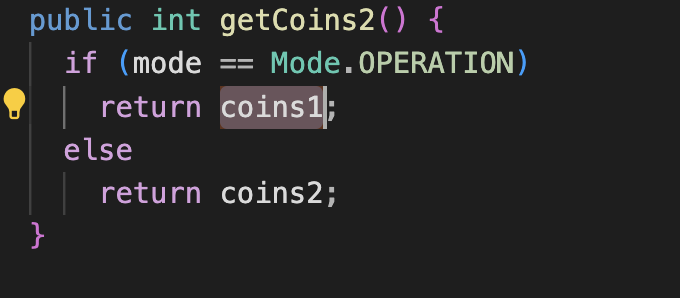 public int getCoins2() {
if (mode == Mode.OPERATION)
return coins1;
else
return coins2;
}